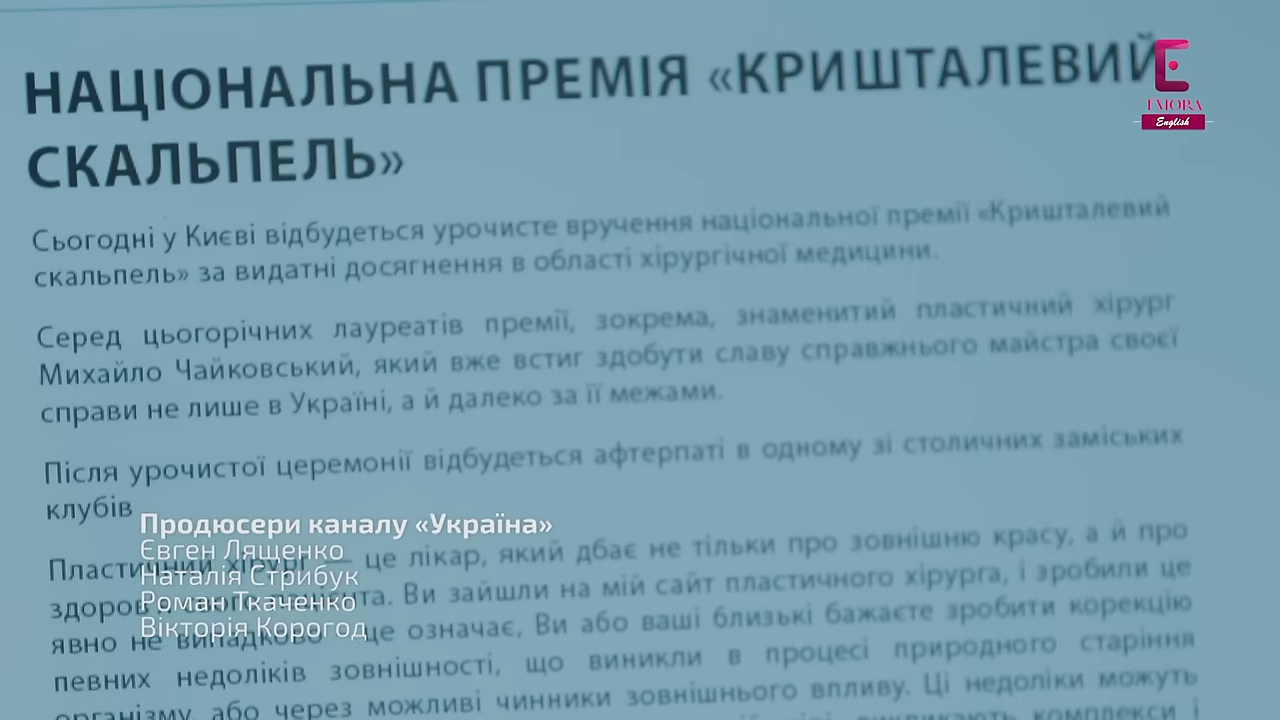 НАЦІОНАЛЬНА ПРЕМІЯ «КРИШТАЛЕВИЙ
СКАЛЬПЕЛЬ»
Сьогодні у Києві відбудеться урочисте вручення національної премії «Кришталевий
скальпель» за видатні досягнення в області хірургічної медицини.
Серед цьогорічних лауреатів премії, зокрема, знаменитий пластичний хірург
Михайло Чайковський, який вже встиг здобути славу справжнього майстра своєї
справи не лише в Україні, а й далеко за її межами.
Після урочистої церемонії відбудеться афтерпаті в одному зі столичних заміських
клубів
Пластичний хірург — це лікар, який дбає не тільки про зовнішню красу, а й про
Ви зайшли на мій сайт пластичного хірурга, і зробили це
явно не випадково це означає, Ви або ваші близькі бажаєте зробити корекцію
певних недоліків зовнішності, що виникли в процесі природного старіння
організму, або через можливі чинники зовнішнього впливу. Ці недоліки можуть
викликають комплекси і
Продюсери каналу «Україна»
Євген Лященко
Наталія Стрибук
Роман Ткаченко
Вікторія Корогод
EMORA
English